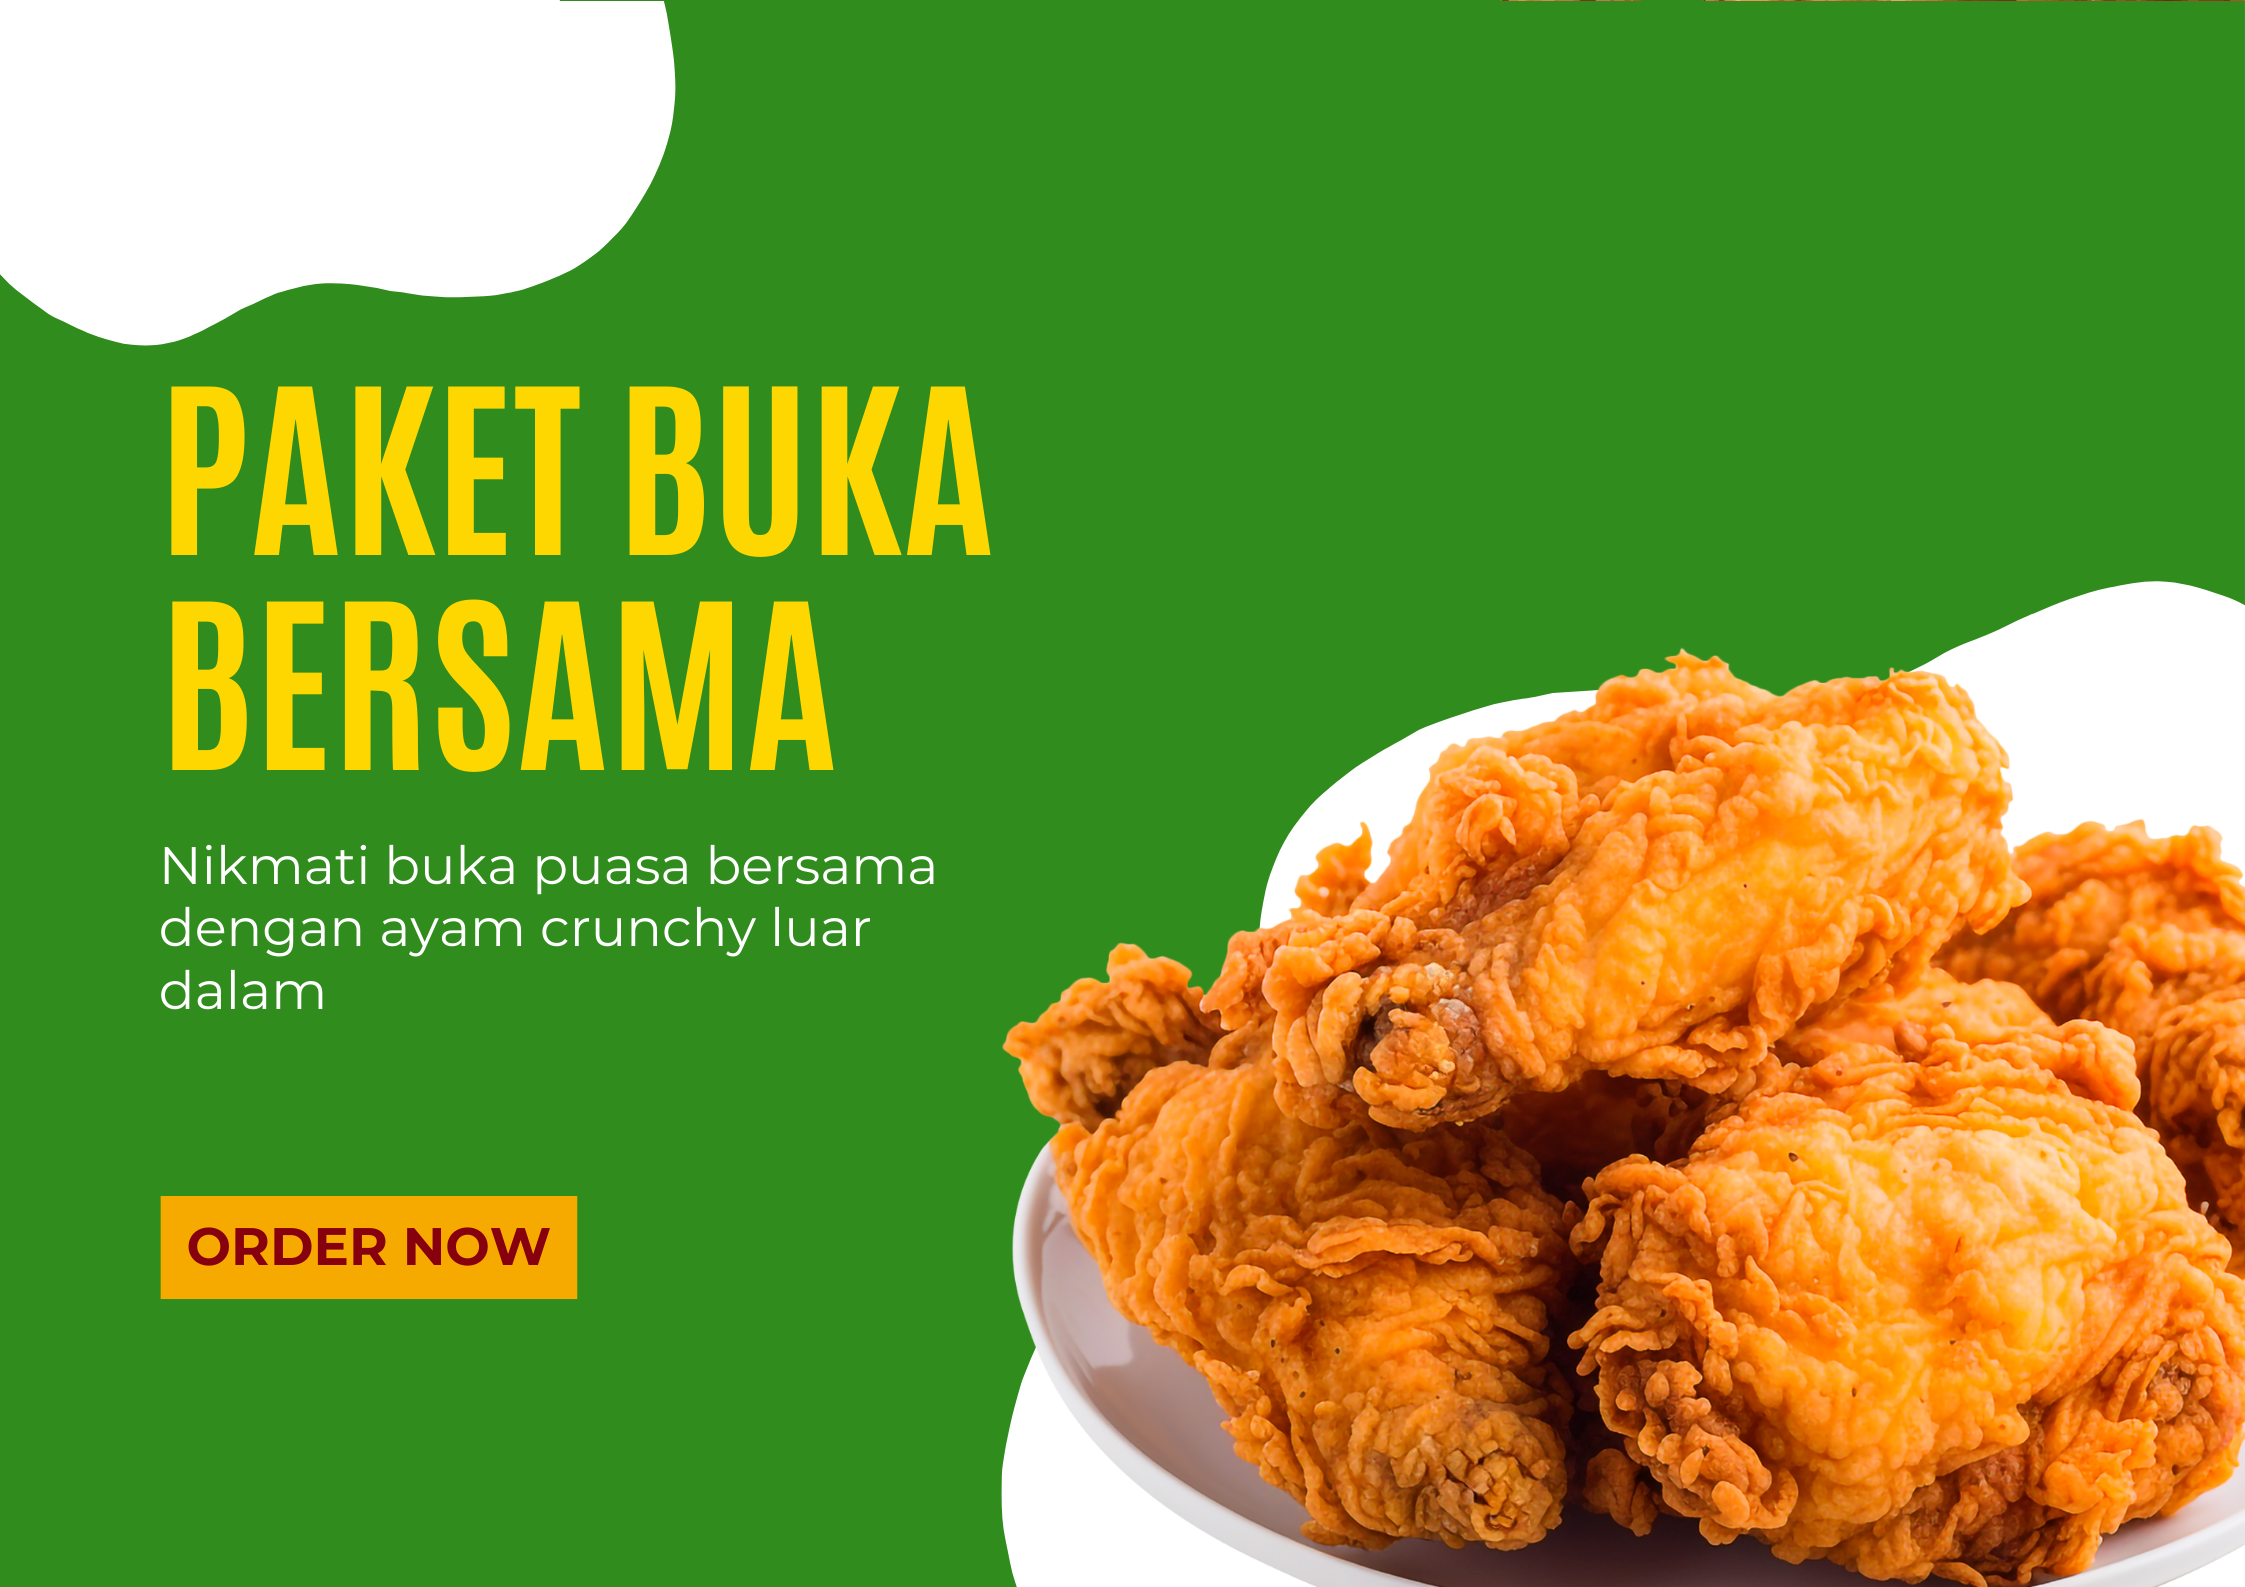 PAKET BUKA
BERSAMA
Nikmati buka puasa bersama
dengan ayam crunchy luar
dalam
ORDER NOW